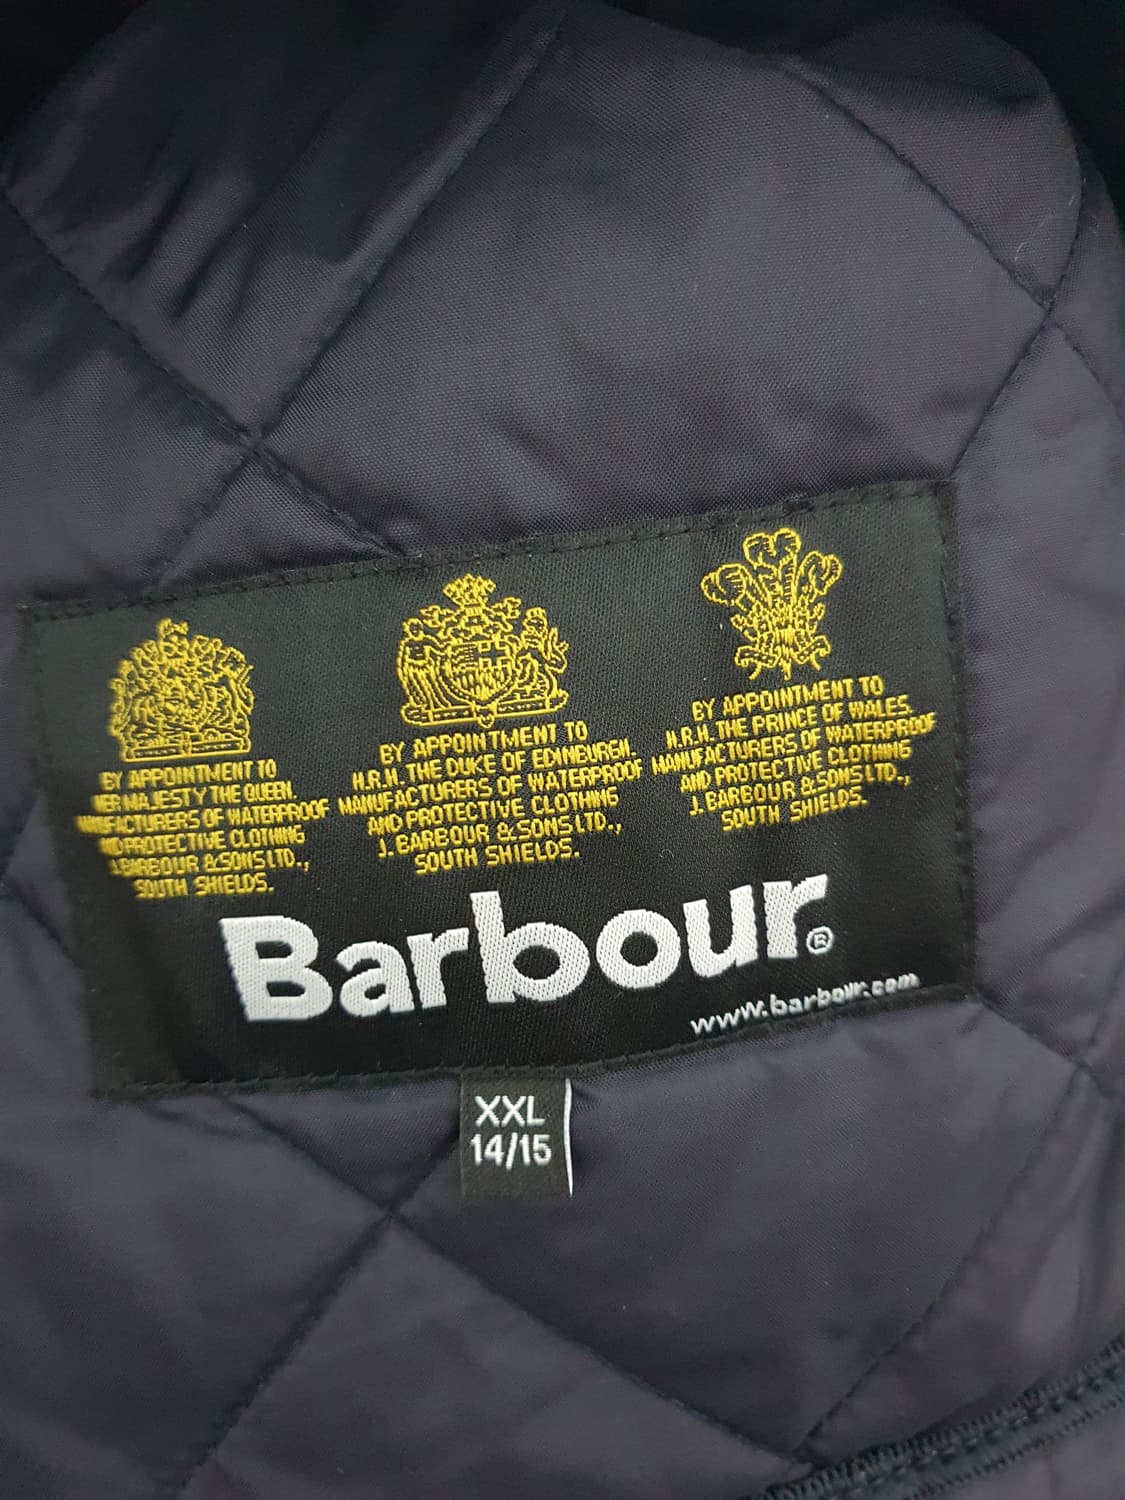 BY APPOINTMENT TO
HER MAJESTY THE QUEEN
MANUFACTURERS OF WATERPROOF
AND PROTECTIVE CLOTHING
J. BARBOUR & SONS LTD.,
SOUTH SHIELDS.
BY APPOINTMENT TO
H.R.H. THE DUKE OF EDINBURGH.
MANUFACTURERS OF WATERPROOF
AND PROTECTIVE CLOTHING
J. BARBOUR & SONS LTD.,
SOUTH SHIELDS.
BY APPOINTMENT TO
H.R.H. THE PRINCE OF WALES.
MANUFACTURERS OF WATERPROOF
AND PROTECTIVE CLOTHING
J. BARBOUR & SONS LTD.,
SOUTH SHIELDS.
Barbour®
www.barbour.com
XXL
14/15